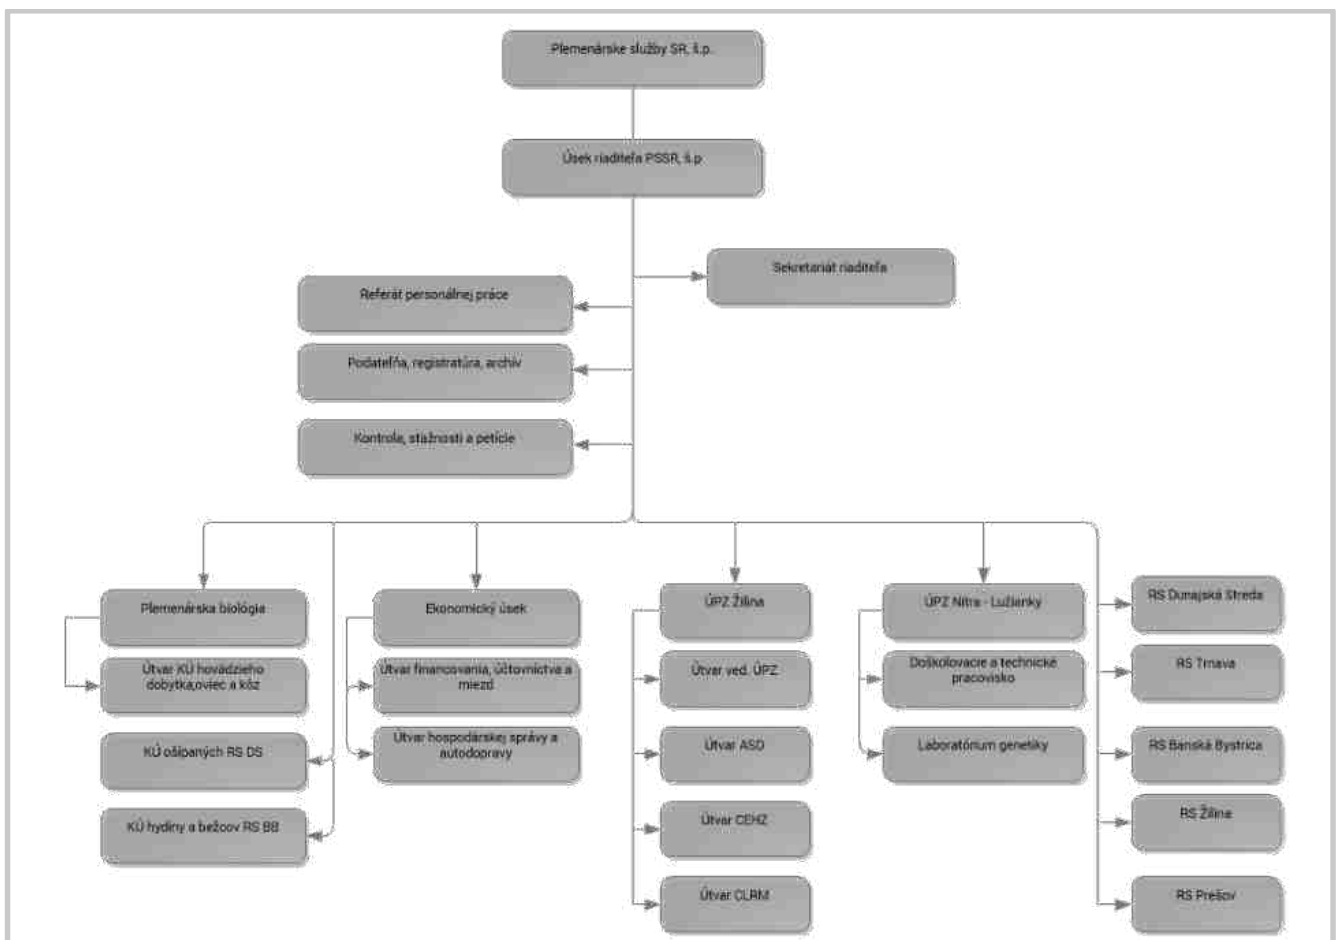 Plemenárske služby SR, š.p.
Úsek riaditeľa PSSR, š.p
Sekretariát riaditeľa
Referát personálnej práce
Podateľňa, registratúra, archív
Kontrola, sťažnosti a petície
Plemenárska biológia
Útvar KÚ hovädzieho
dobytka,oviec a kôz
KÚ ošípaných RS DS
KÚ hydiny a bežcov RS BB
Ekonomický úsek
Útvar financovania, účtovníctva a
miezd
Útvar hospodárskej správy a
autodopravy
ÚPZ Žilina
Útvar ved. ÚPZ
Útvar ASD
Útvar CEHZ
Útvar CLRM
ÚPZ Nitra - Lužianky
Doškoľovacie a technické
pracovisko
Laboratórium genetiky
RS Dunajská Streda
RS Trnava
RS Banská Bystrica
RS Žilina
RS Prešov